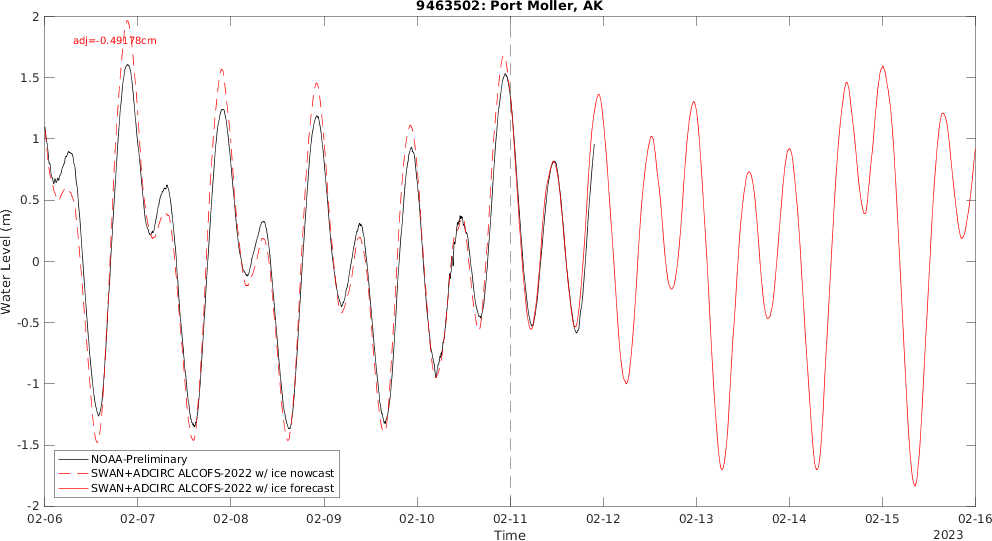 9463502: Port Moller, AK
adj=-0.49178cm
Water Level (m)
2
1.5
1
0.5
0
-0.5
-1
-1.5
-2
NOAA-Preliminary
SWAN+ADCIRC ALCOFS-2022 w/ ice nowcast
SWAN+ADCIRC ALCOFS-2022 w/ ice forecast
02-06 02-07 02-08 02-09 02-10 02-11 02-12 02-13 02-14 02-15 02-16
Time
2023